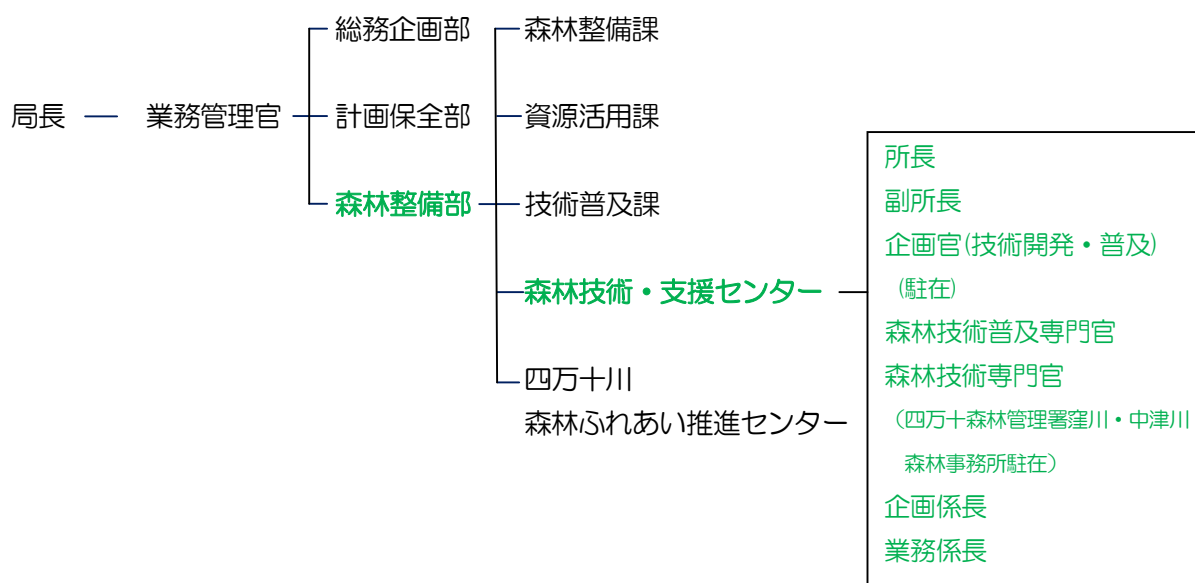 局長
業務管理官
総務企画部
計画保全部
森林整備部
森林整備課
資源活用課
技術普及課
森林技術・支援センター
四万十川
森林ふれあい推進センター
所長
副所長
企画官(技術開発・普及)
(駐在)
森林技術普及専門官
森林技術専門官
（四万十森林管理署窪川・中津川
森林事務所駐在）
企画係長
業務係長